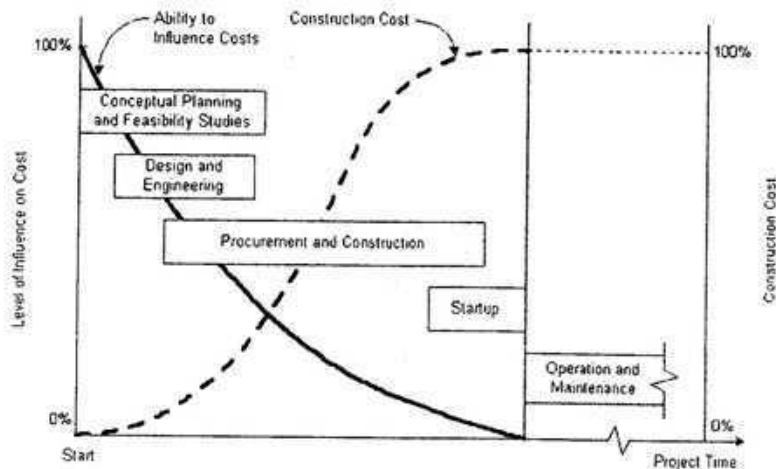 Ability to
Influence Costs
Construction Cost
100%
100%
Conceptual Planning
and Feasibility Studies
Design and
Engineering
Level of Influence on Cost
Procurement and Construction
Construction Cost
Startup
Operation and
Maintenance
0%
0%
Start
Project Time